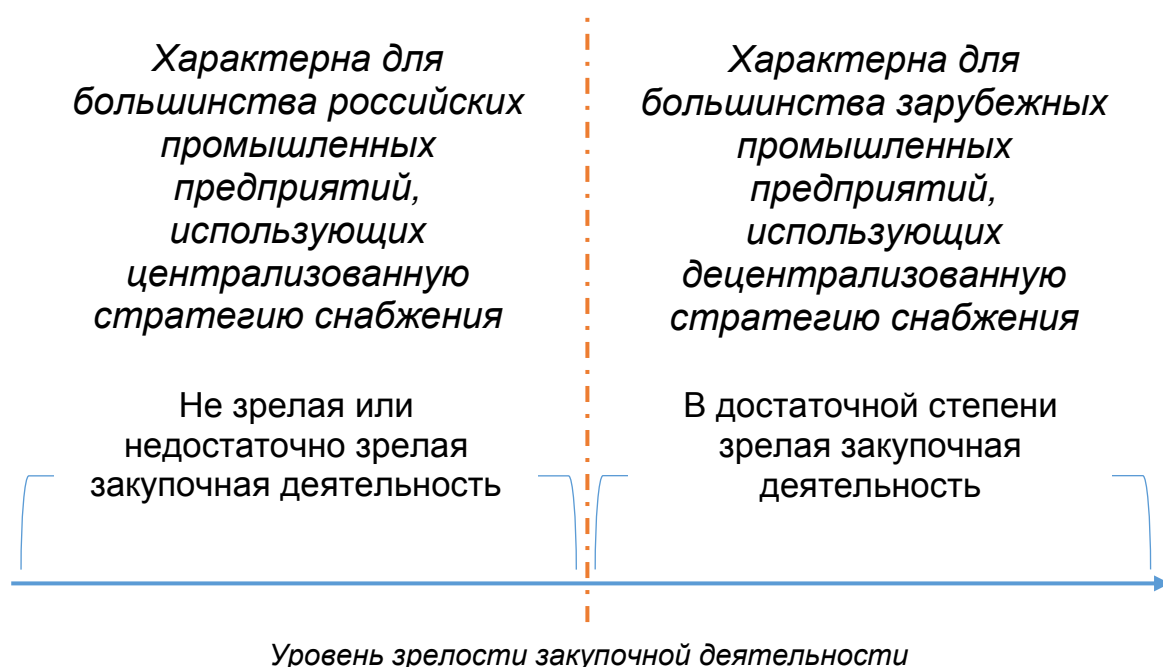 Характерна для
большинства российских
промышленных
предприятий,
использующих
централизованную
стратегию снабжения
Не зрелая или
недостаточно зрелая
закупочная деятельность
Характерна для
большинства зарубежных
промышленных
предприятий,
использующих
децентрализованную
стратегию снабжения
В достаточной степени
зрелая закупочная
деятельность
Уровень зрелости закупочной деятельности